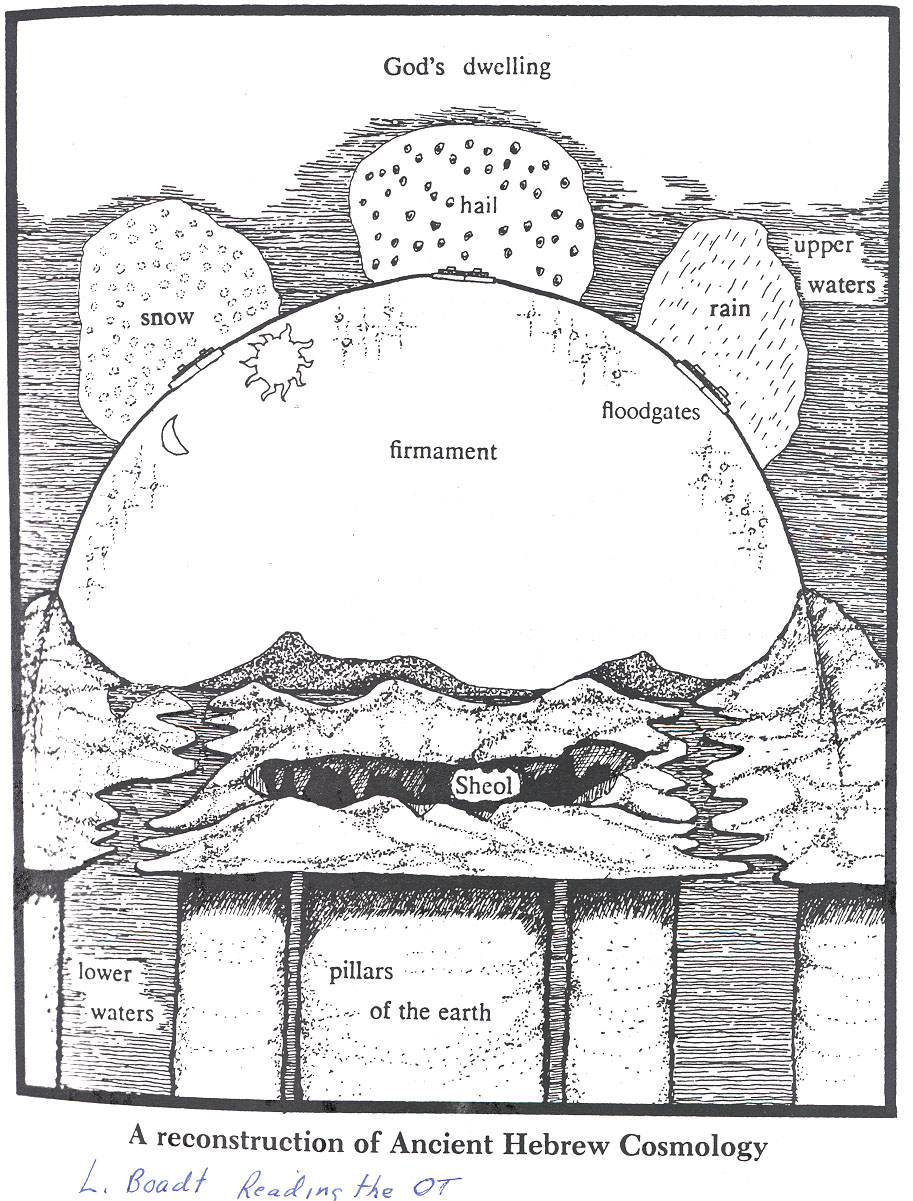 God's dwelling
hail
upper
waters
snow
rain
floodgates
firmament
Sheol
lower
waters
pillars
of the earth
A reconstruction of Ancient Hebrew Cosmology
L. Boadt Reading the OT